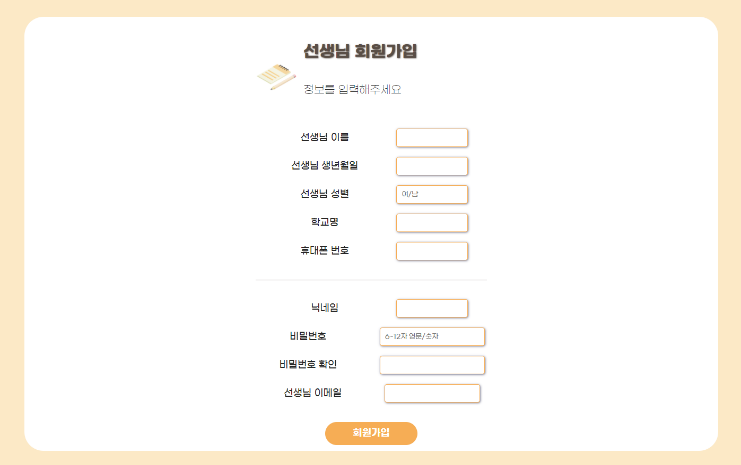 선생님 회원가입
정보를 입력해주세요
선생님 이름
선생님 생년월일
선생님 성별
여/남
학교명
휴대폰 번호
닉네임
비밀번호
6-12자 영문/숫자
비밀번호 확인
선생님 이메일
회원가입